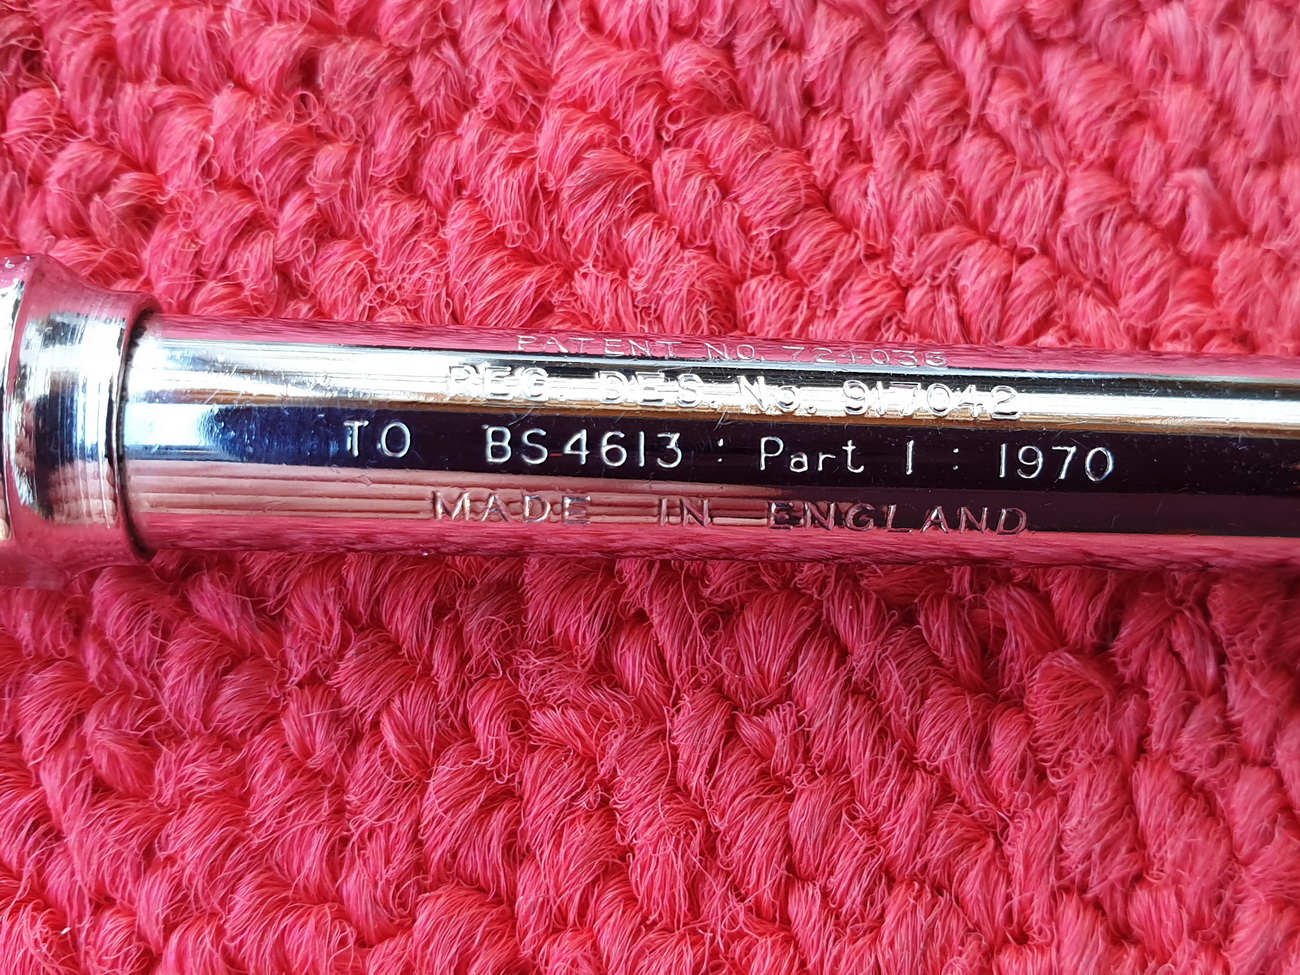 PATENT NO. 724036
REG. DES. No. 917042
TO BS4613 : Part 1 : 1970
MADE IN ENGLAND